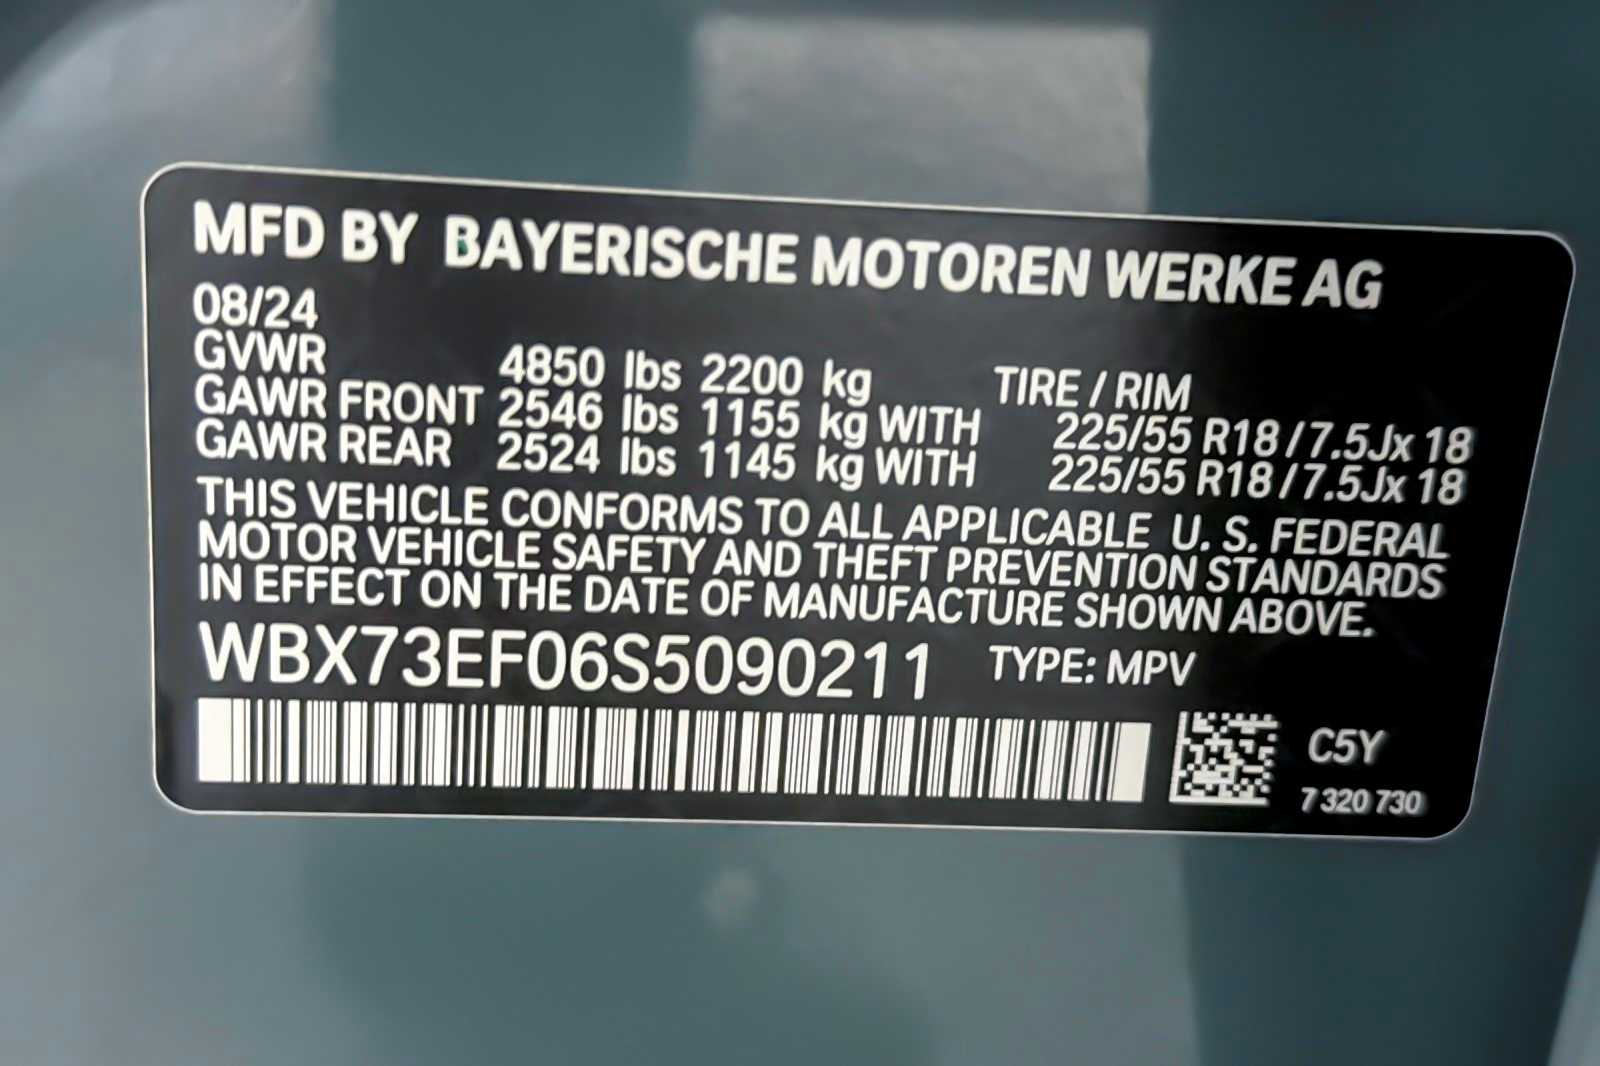 MFD BY BAYERISCHE MOTOREN WERKE AG
08/24
GVWR 4850 lbs 2200 kg TIRE / RIM
GAWR FRONT 2546 lbs 1155 kg WITH 225/55 R18 / 7.5Jx 18
GAWR REAR 2524 lbs 1145 kg WITH 225/55 R18 / 7.5Jx 18
THIS VEHICLE CONFORMS TO ALL APPLICABLE U. S. FEDERAL
MOTOR VEHICLE SAFETY AND THEFT PREVENTION STANDARDS
IN EFFECT ON THE DATE OF MANUFACTURE SHOWN ABOVE.
WBX73EF06S5090211 TYPE: MPV
C5Y
7 320 730